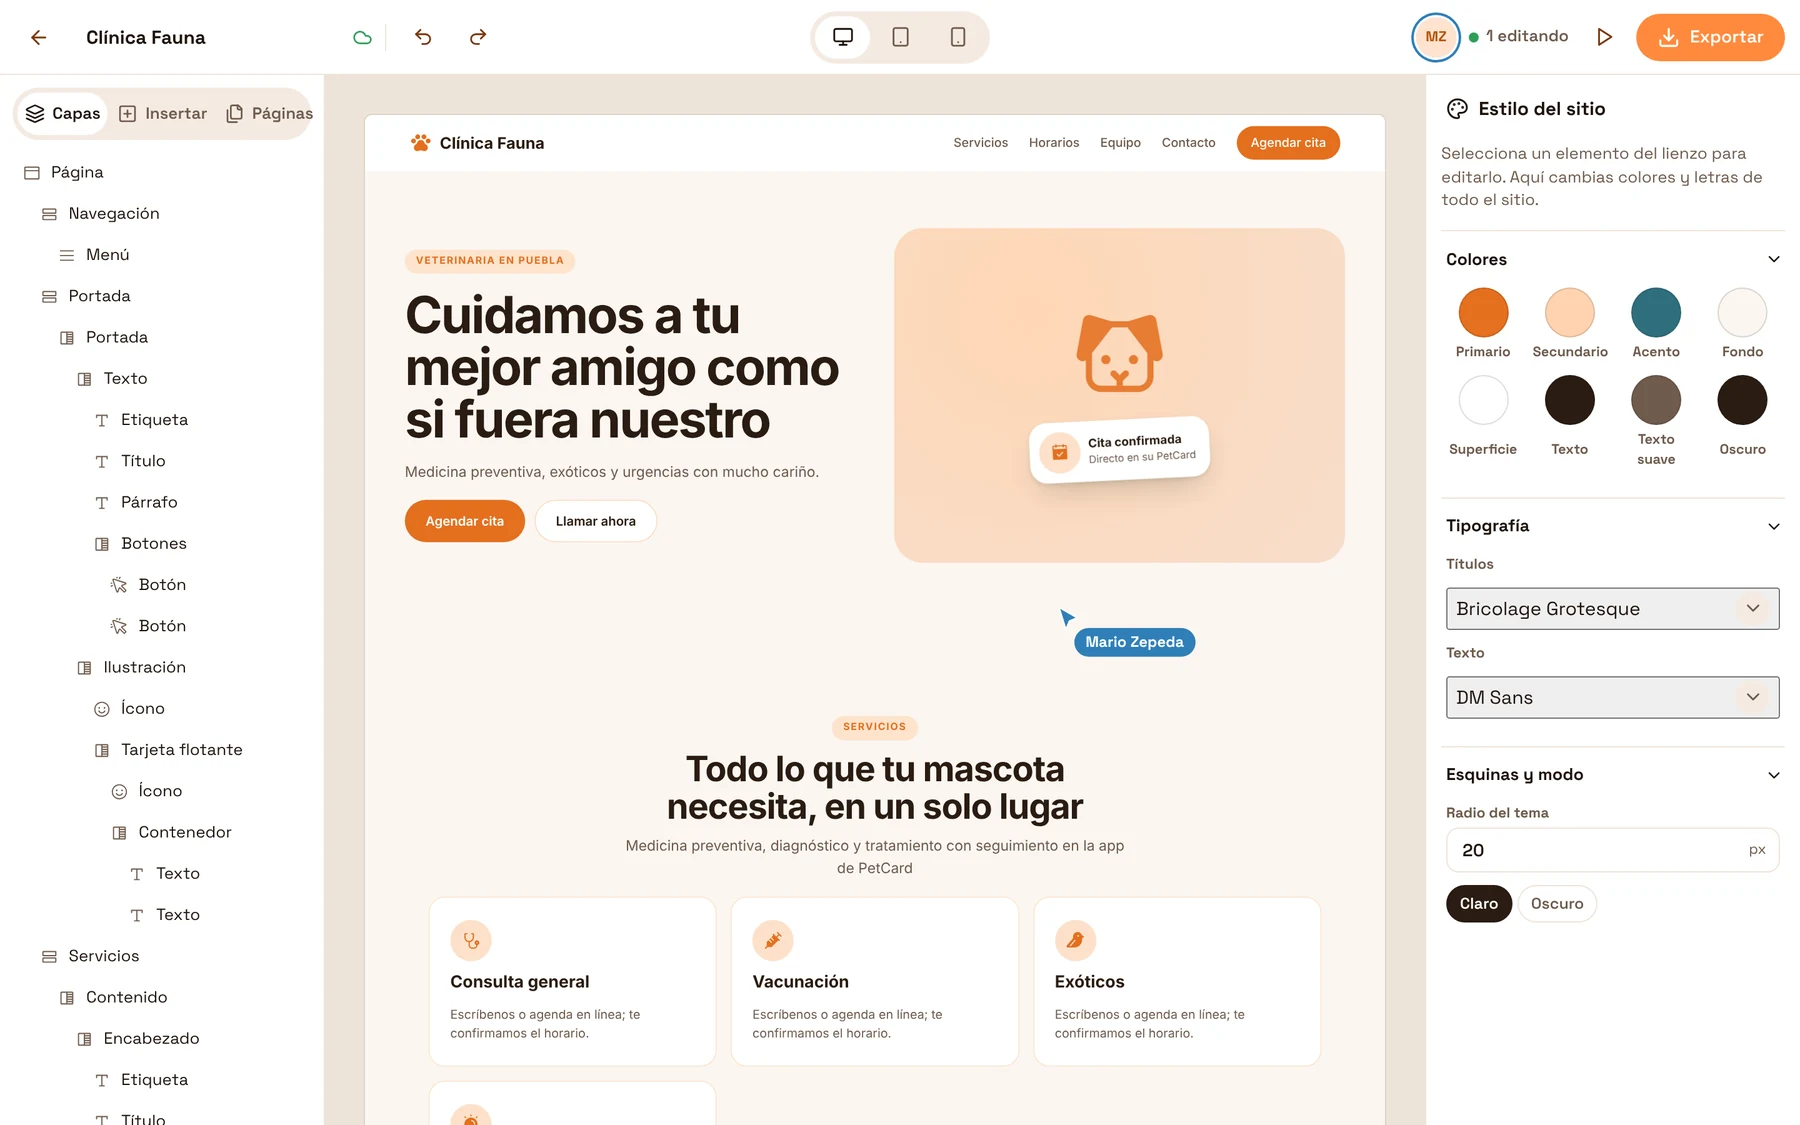 Clínica Fauna
MZ
1 editando
Exportar
Capas
Insertar
Páginas
Página
Navegación
Menú
Portada
Portada
Texto
Etiqueta
Título
Párrafo
Botones
Botón
Botón
Ilustración
Ícono
Tarjeta flotante
Ícono
Contenedor
Texto
Texto
Servicios
Contenido
Encabezado
Etiqueta
Título
Clínica Fauna
Servicios
Horarios
Equipo
Contacto
Agendar cita
VETERINARIA EN PUEBLA
Cuidamos a tu
mejor amigo como
si fuera nuestro
Medicina preventiva, exóticos y urgencias con mucho cariño.
Agendar cita
Llamar ahora
Cita confirmada
Directo en su PetCard
Mario Zepeda
SERVICIOS
Todo lo que tu mascota
necesita, en un solo lugar
Medicina preventiva, diagnóstico y tratamiento con seguimiento en la app
de PetCard
Consulta general
Escríbenos o agenda en línea; te
confirmamos el horario.
Vacunación
Escríbenos o agenda en línea; te
confirmamos el horario.
Exóticos
Escríbenos o agenda en línea; te
confirmamos el horario.
Estilo del sitio
Selecciona un elemento del lienzo para
editarlo. Aquí cambias colores y letras de
todo el sitio.
Colores
Primario
Secundario
Acento
Fondo
Superficie
Texto
Texto
suave
Oscuro
Tipografía
Títulos
Bricolage Grotesque
Texto
DM Sans
Esquinas y modo
Radio del tema
20
px
Claro
Oscuro